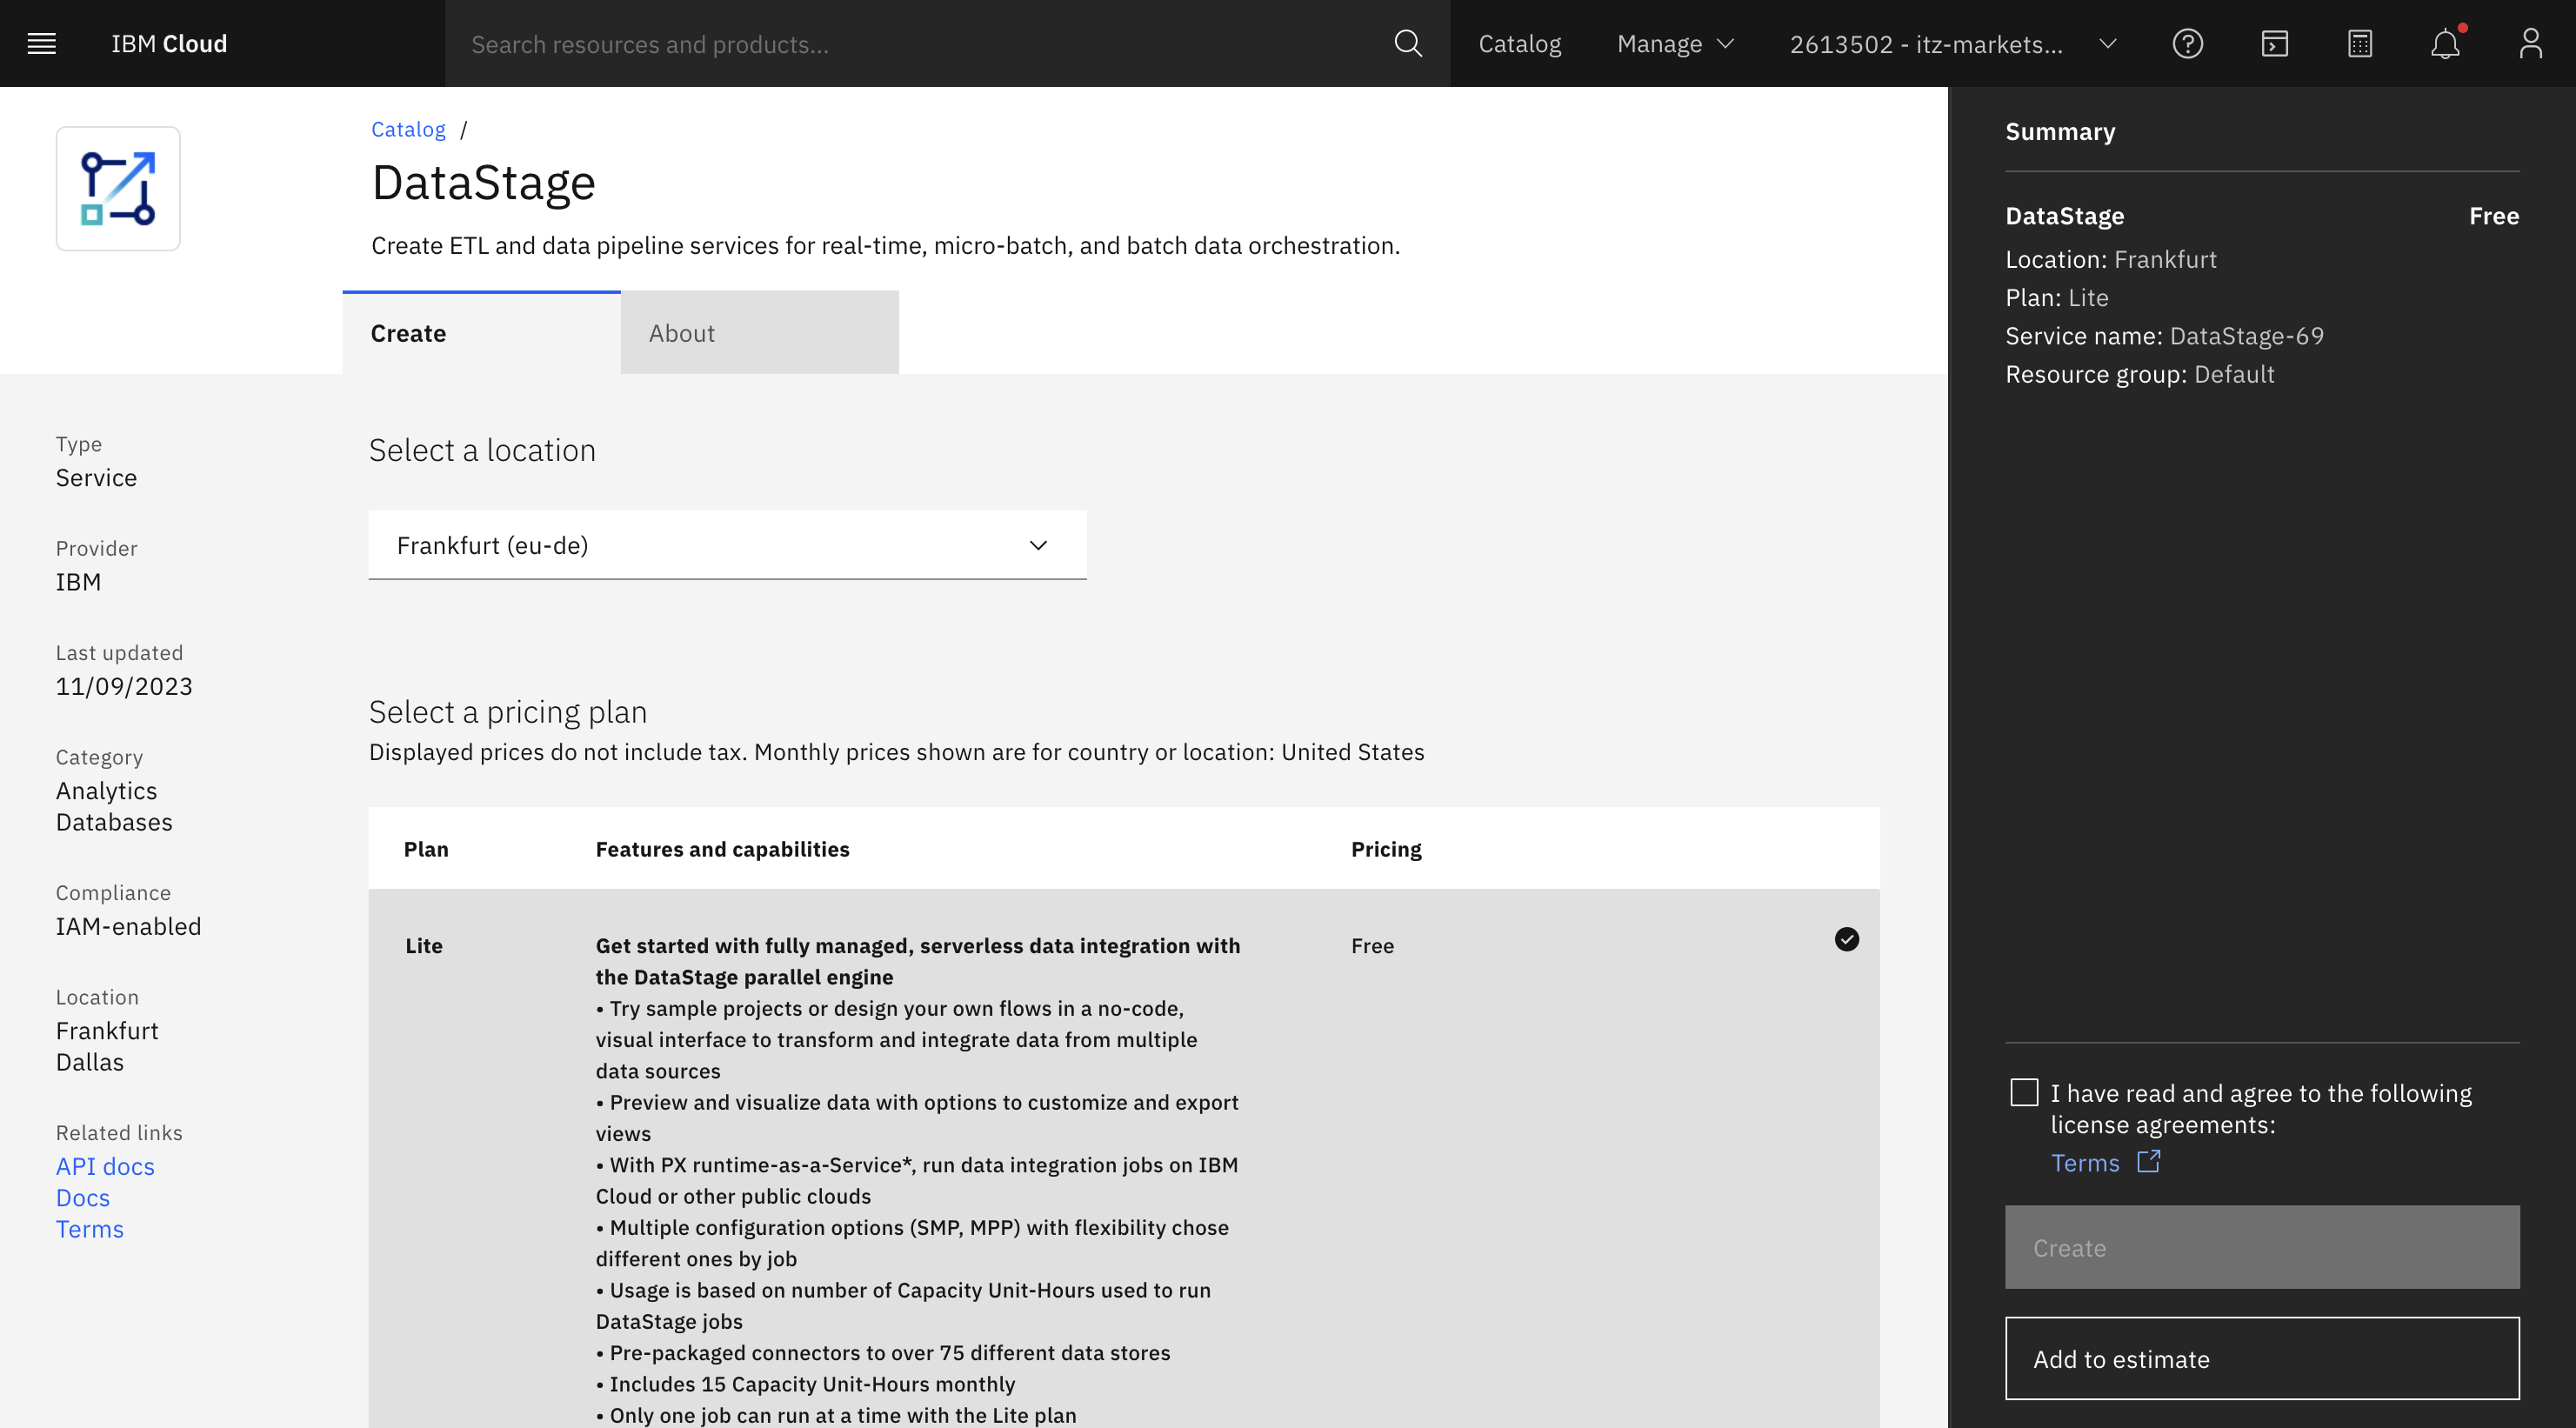 IBM Cloud
Search resources and products...
Catalog
Manage
2613502 - itz-markets...
Catalog /
DataStage
Create ETL and data pipeline services for real-time, micro-batch, and batch data orchestration.
Create
About
Type
Service
Provider
IBM
Last updated
11/09/2023
Category
Analytics
Databases
Compliance
IAM-enabled
Location
Frankfurt
Dallas
Related links
API docs
Docs
Terms
Select a location
Frankfurt (eu-de)
Select a pricing plan
Displayed prices do not include tax. Monthly prices shown are for country or location: United States
Plan
Features and capabilities
Pricing
Lite
Get started with fully managed, serverless data integration with
the DataStage parallel engine
• Try sample projects or design your own flows in a no-code,
visual interface to transform and integrate data from multiple
data sources
• Preview and visualize data with options to customize and export
views
• With PX runtime-as-a-Service*, run data integration jobs on IBM
Cloud or other public clouds
• Multiple configuration options (SMP, MPP) with flexibility chose
different ones by job
• Usage is based on number of Capacity Unit-Hours used to run
DataStage jobs
• Pre-packaged connectors to over 75 different data stores
• Includes 15 Capacity Unit-Hours monthly
• Only one job can run at a time with the Lite plan
Free
Summary
DataStage
Free
Location: Frankfurt
Plan: Lite
Service name: DataStage-69
Resource group: Default
I have read and agree to the following
license agreements:
Terms
Create
Add to estimate